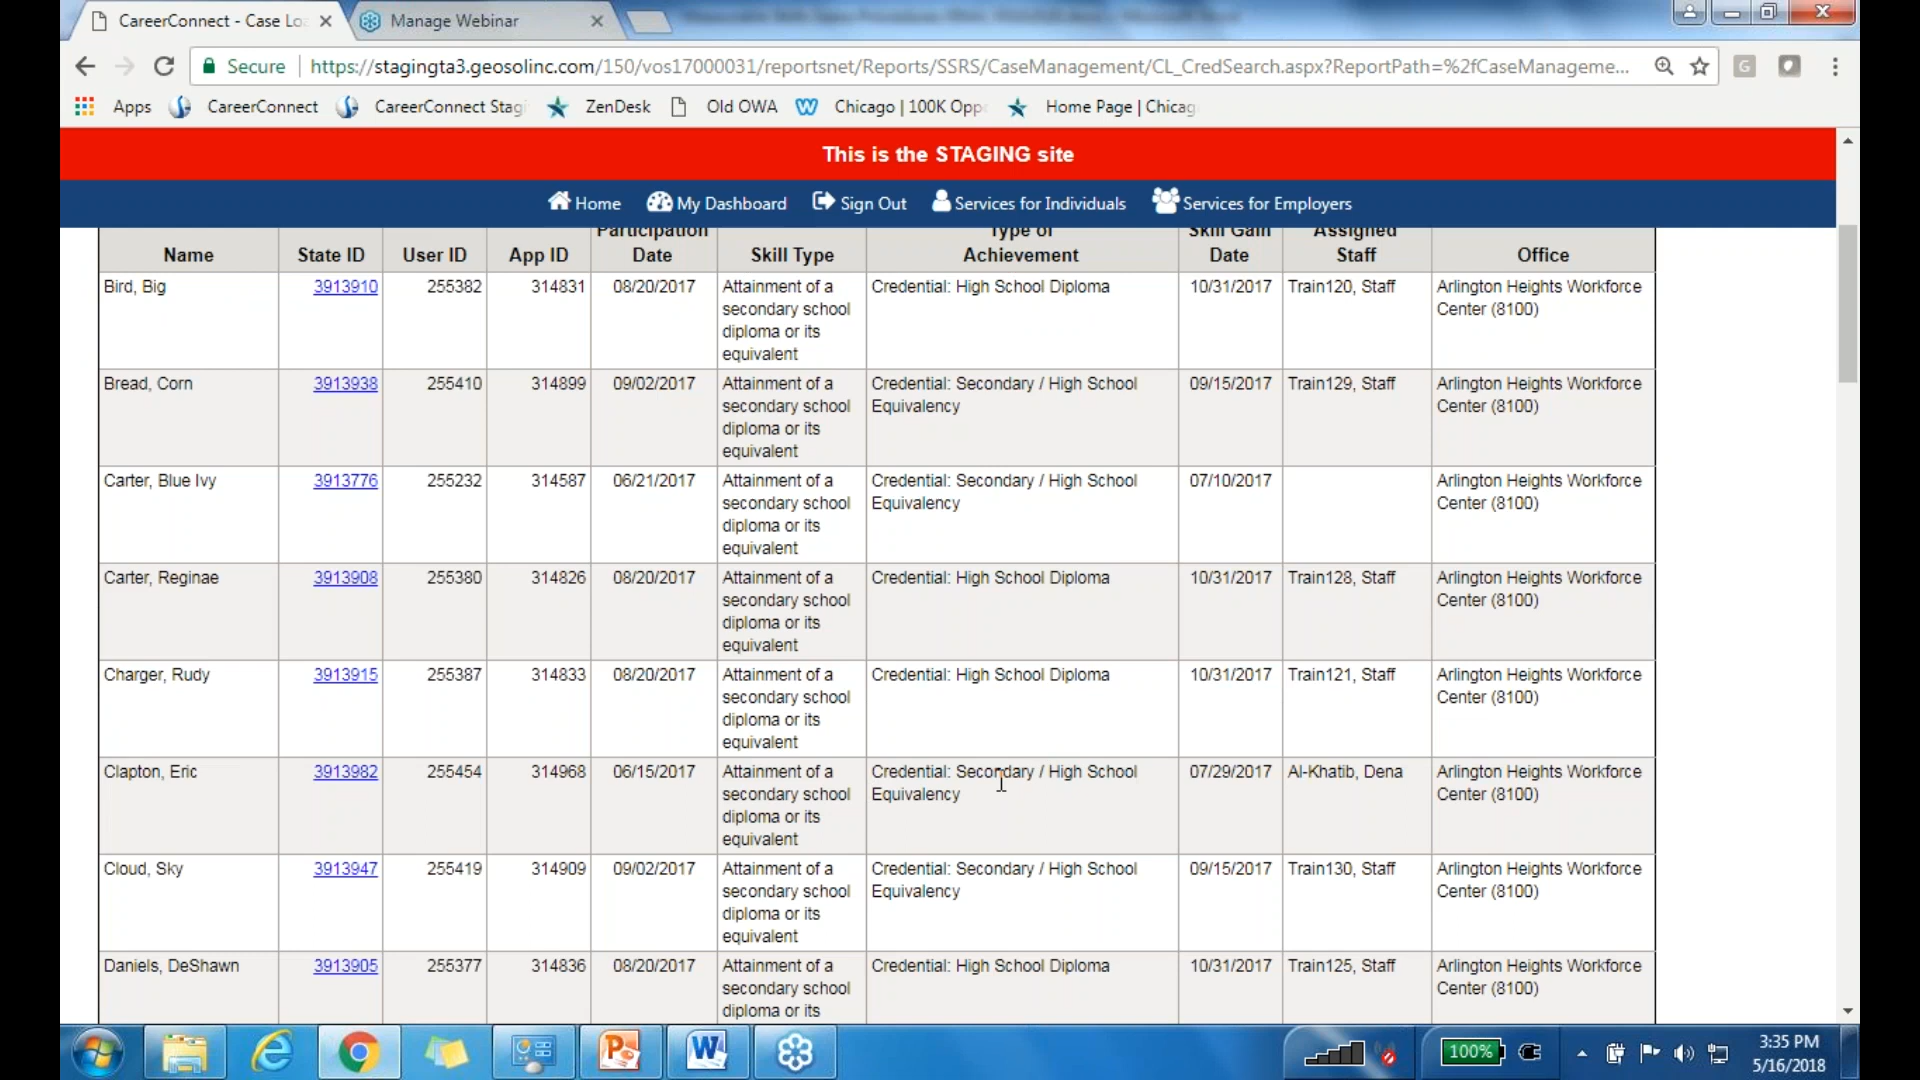 CareerConnect - Case Lo
Manage Webinar
Secure
https://stagingta3.geosolinc.com/150/vos17000031/reportsnet/Reports/SSRS/CaseManagement/CL_CredSearch.aspx?ReportPath=%2fCaseManageme...
Apps
CareerConnect
CareerConnect Stagi
ZenDesk
Old OWA
Chicago | 100K Opp
Home Page | Chicag
This is the STAGING site
Home
My Dashboard
Sign Out
Services for Individuals
Services for Employers
Name
State ID
User ID
App ID
Participation
Date
Skill Type
Type of
Achievement
Skill Gain
Date
Assigned
Staff
Office
Bird, Big
3913910
255382
314831
08/20/2017
Attainment of a
secondary school
diploma or its
equivalent
Credential: High School Diploma
10/31/2017
Train120, Staff
Arlington Heights Workforce
Center (8100)
Bread, Corn
3913938
255410
314899
09/02/2017
Attainment of a
secondary school
diploma or its
equivalent
Credential: Secondary / High School
Equivalency
09/15/2017
Train129, Staff
Arlington Heights Workforce
Center (8100)
Carter, Blue Ivy
3913776
255232
314587
06/21/2017
Attainment of a
secondary school
diploma or its
equivalent
Credential: Secondary / High School
Equivalency
07/10/2017
Arlington Heights Workforce
Center (8100)
Carter, Reginae
3913908
255380
314826
08/20/2017
Attainment of a
secondary school
diploma or its
equivalent
Credential: High School Diploma
10/31/2017
Train128, Staff
Arlington Heights Workforce
Center (8100)
Charger, Rudy
3913915
255387
314833
08/20/2017
Attainment of a
secondary school
diploma or its
equivalent
Credential: High School Diploma
10/31/2017
Train121, Staff
Arlington Heights Workforce
Center (8100)
Clapton, Eric
3913982
255454
314968
06/15/2017
Attainment of a
secondary school
diploma or its
equivalent
Credential: Secondary / High School
Equivalency
07/29/2017
Al-Khatib, Dena
Arlington Heights Workforce
Center (8100)
Cloud, Sky
3913947
255419
314909
09/02/2017
Attainment of a
secondary school
diploma or its
equivalent
Credential: Secondary / High School
Equivalency
09/15/2017
Train130, Staff
Arlington Heights Workforce
Center (8100)
Daniels, DeShawn
3913905
255377
314836
08/20/2017
Attainment of a
secondary school
diploma or its
Credential: High School Diploma
10/31/2017
Train125, Staff
Arlington Heights Workforce
Center (8100)
100%
3:35 PM
5/16/2018